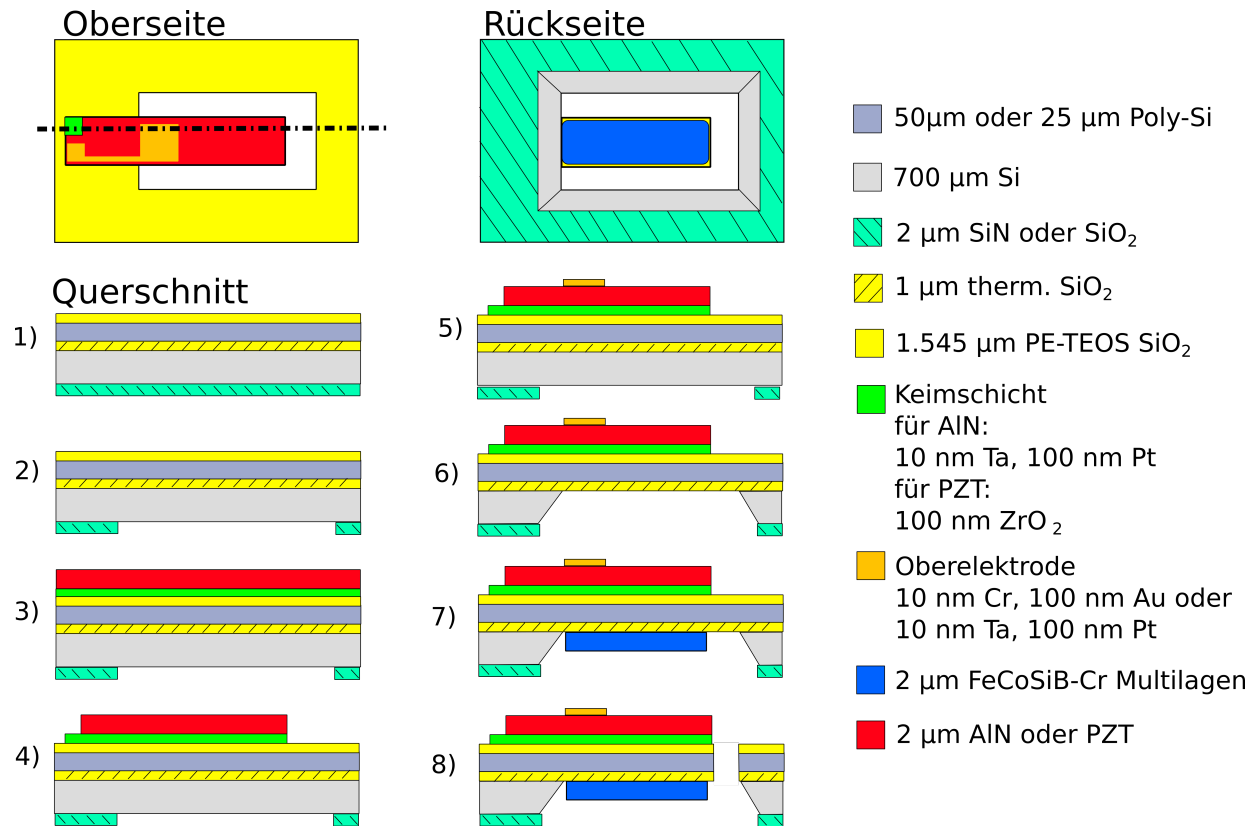 Oberseite
Rückseite
Querschnitt
1)
2)
3)
4)
5)
6)
7)
8)
50µm oder 25 µm Poly-Si
700 µm Si
2 µm SiN oder SiO₂
1 µm therm. SiO₂
1.545 µm PE-TEOS SiO₂
Keimschicht
für AlN:
10 nm Ta, 100 nm Pt
für PZT:
100 nm ZrO₂
Oberelektrode
10 nm Cr, 100 nm Au oder
10 nm Ta, 100 nm Pt
2 µm FeCoSiB-Cr Multilagen
2 µm AlN oder PZT